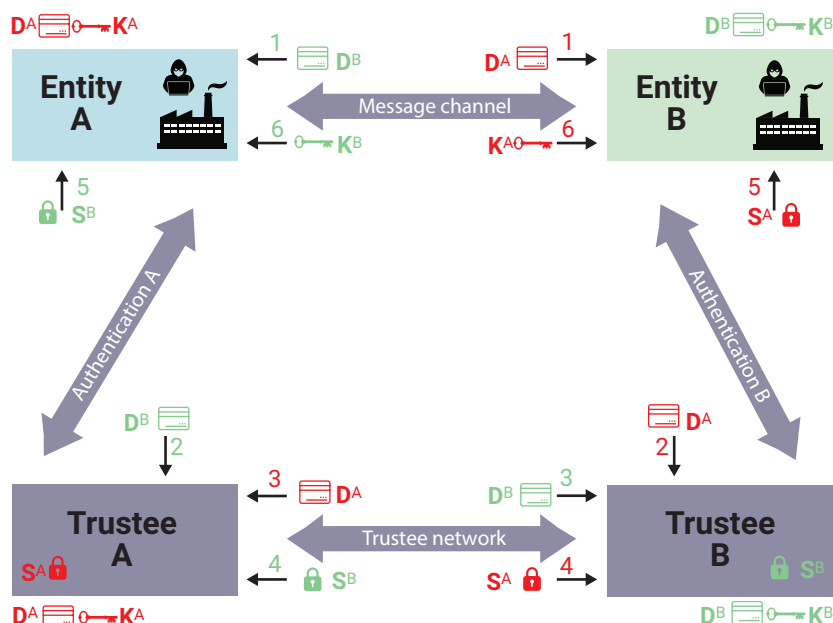 Dᴬ Kᴬ
Dᴮ Kᴮ
Entity
A
1 Dᴮ
Dᴬ 1
Message channel
6 Kᴮ
Kᴬ 6
Entity
B
5
Sᴮ
5
Sᴬ
Authentication A
Authentication B
Dᴮ
2
Dᴬ
2
Trustee
A
Sᴬ
3 Dᴬ
Dᴮ 3
Trustee network
4 Sᴮ
Sᴬ 4
Trustee
B
Sᴮ
Dᴬ Kᴬ
Dᴮ Kᴮ